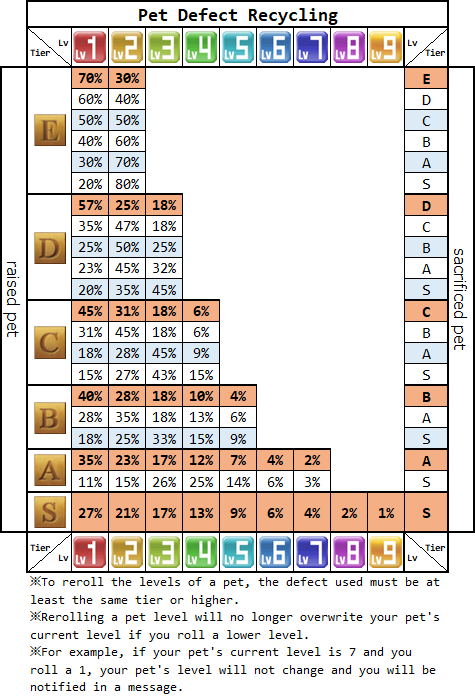 Pet Defect Recycling
Lv Tier Lv 1 Lv 2 Lv 3 Lv 4 Lv 5 Lv 6 Lv 7 Lv 8 Lv 9 Lv Tier
raised pet
E
70% 30% E
60% 40% D
50% 50% C
40% 60% B
30% 70% A
20% 80% S
D
57% 25% 18% D
35% 47% 18% C
25% 50% 25% B
23% 45% 32% A
20% 35% 45% S
C
45% 31% 18% 6% C
31% 45% 18% 6% B
18% 28% 45% 9% A
15% 27% 43% 15% S
B
40% 28% 18% 10% 4% B
28% 35% 18% 13% 6% A
18% 25% 33% 15% 9% S
A
35% 23% 17% 12% 7% 4% 2% A
11% 15% 26% 25% 14% 6% 3% S
S
27% 21% 17% 13% 9% 6% 4% 2% 1% S
sacrificed pet
Tier Lv Lv 1 Lv 2 Lv 3 Lv 4 Lv 5 Lv 6 Lv 7 Lv 8 Lv 9 Tier Lv
※To reroll the levels of a pet, the defect used must be at
least the same tier or higher.
※Rerolling a pet level will no longer overwrite your pet's
current level if you roll a lower level.
※For example, if your pet's current level is 7 and you
roll a 1, your pet's level will not change and you will be
notified in a message.